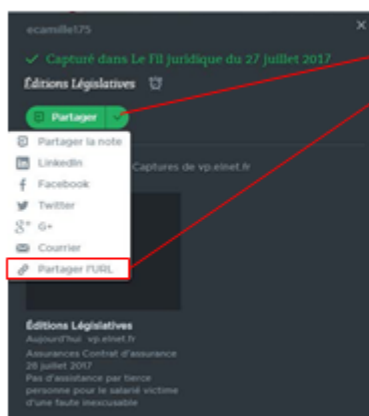 ecamille175
Capturé dans Le Fil juridique du 27 juillet 2017
Éditions Législatives
Partager
Partager la note
LinkedIn
Captures de vp.elnet.fr
Facebook
Twitter
G+
Courrier
Partager l'URL
Éditions Législatives
Aujourd'hui vp.elnet.fr
Assurances Contrat d'assurance
28 juillet 2017
Pas d'assistance par tierce
personne pour le salarié victime
d'une faute inexcusable